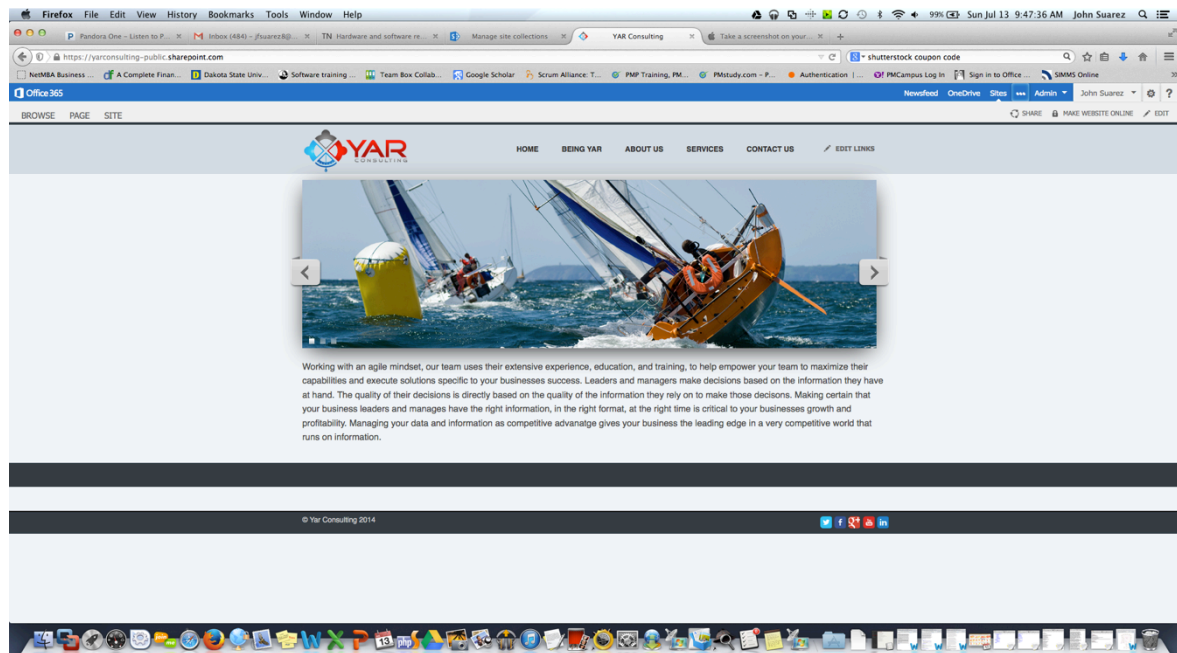 Firefox File Edit View History Bookmarks Tools Window Help 99% Sun Jul 13 9:47:36 AM John Suarez
Pandora One – Listen to P... Inbox (484) – jfsuarez8@... TN Hardware and software re... Manage site collections YAR Consulting Take a screenshot on your...
https://yarconsulting-public.sharepoint.com shutterstock coupon code
NetMBA Business ... A Complete Finan... Dakota State Univ... Software training ... Team Box Collab... Google Scholar Scrum Alliance: T... PMP Training, PM... PMstudy.com – P... Authentication | ... PMCampus Log In Sign in to Office ... SIMMS Online
Office 365 Newsfeed OneDrive Sites ... Admin John Suarez ?
BROWSE PAGE SITE SHARE MAKE WEBSITE ONLINE EDIT
YAR
CONSULTING
HOME BEING YAR ABOUT US SERVICES CONTACT US EDIT LINKS
Working with an agile mindset, our team uses their extensive experience, education, and training, to help empower your team to maximize their
capabilities and execute solutions specific to your businesses success. Leaders and managers make decisions based on the information they have
at hand. The quality of their decisions is directly based on the quality of the information they rely on to make those decisons. Making certain that
your business leaders and manages have the right information, in the right format, at the right time is critical to your businesses growth and
profitability. Managing your data and information as competitive advanatge gives your business the leading edge in a very competitive world that
runs on information.
© Yar Consulting 2014